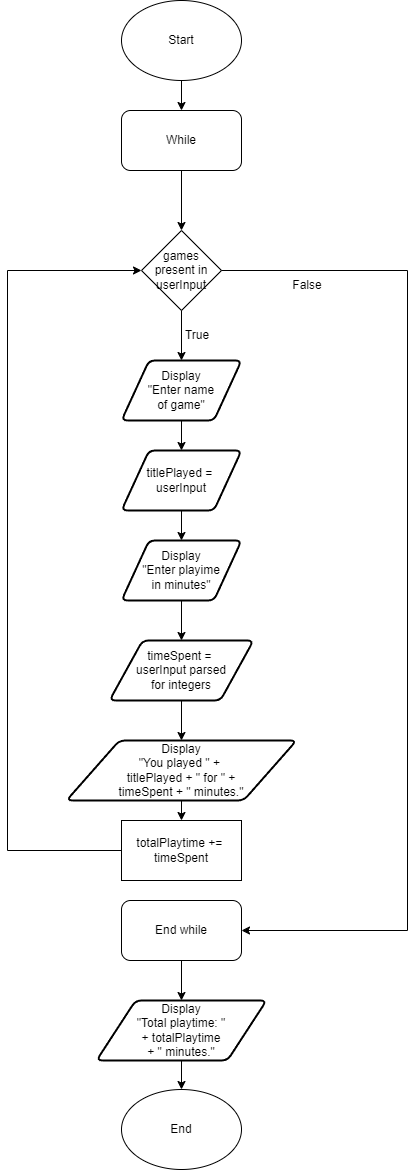 Start
While
games
present in
userInput
False
True
Display
"Enter name
of game"
titlePlayed =
userInput
Display
"Enter playime
in minutes"
timeSpent =
userInput parsed
for integers
Display
"You played " +
titlePlayed + " for " +
timeSpent + " minutes."
totalPlaytime +=
timeSpent
End while
Display
"Total playtime: "
+ totalPlaytime
+ " minutes."
End